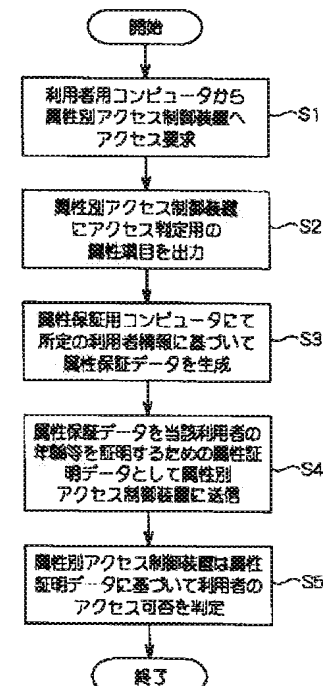 開始
利用者用コンピュータから
属性別アクセス制御装置へ
アクセス要求
S1
属性別アクセス制御装置
にアクセス判定用の
属性項目を出力
S2
属性保証用コンピュータにて
所定の利用者情報に基づいて
属性保証データを生成
S3
属性保証データを当該利用者の
年齢等を証明するための属性証
明データとして属性別
アクセス制御装置に送信
S4
属性別アクセス制御装置は属性
証明データに基づいて利用者の
アクセス可否を判定
S5
終了